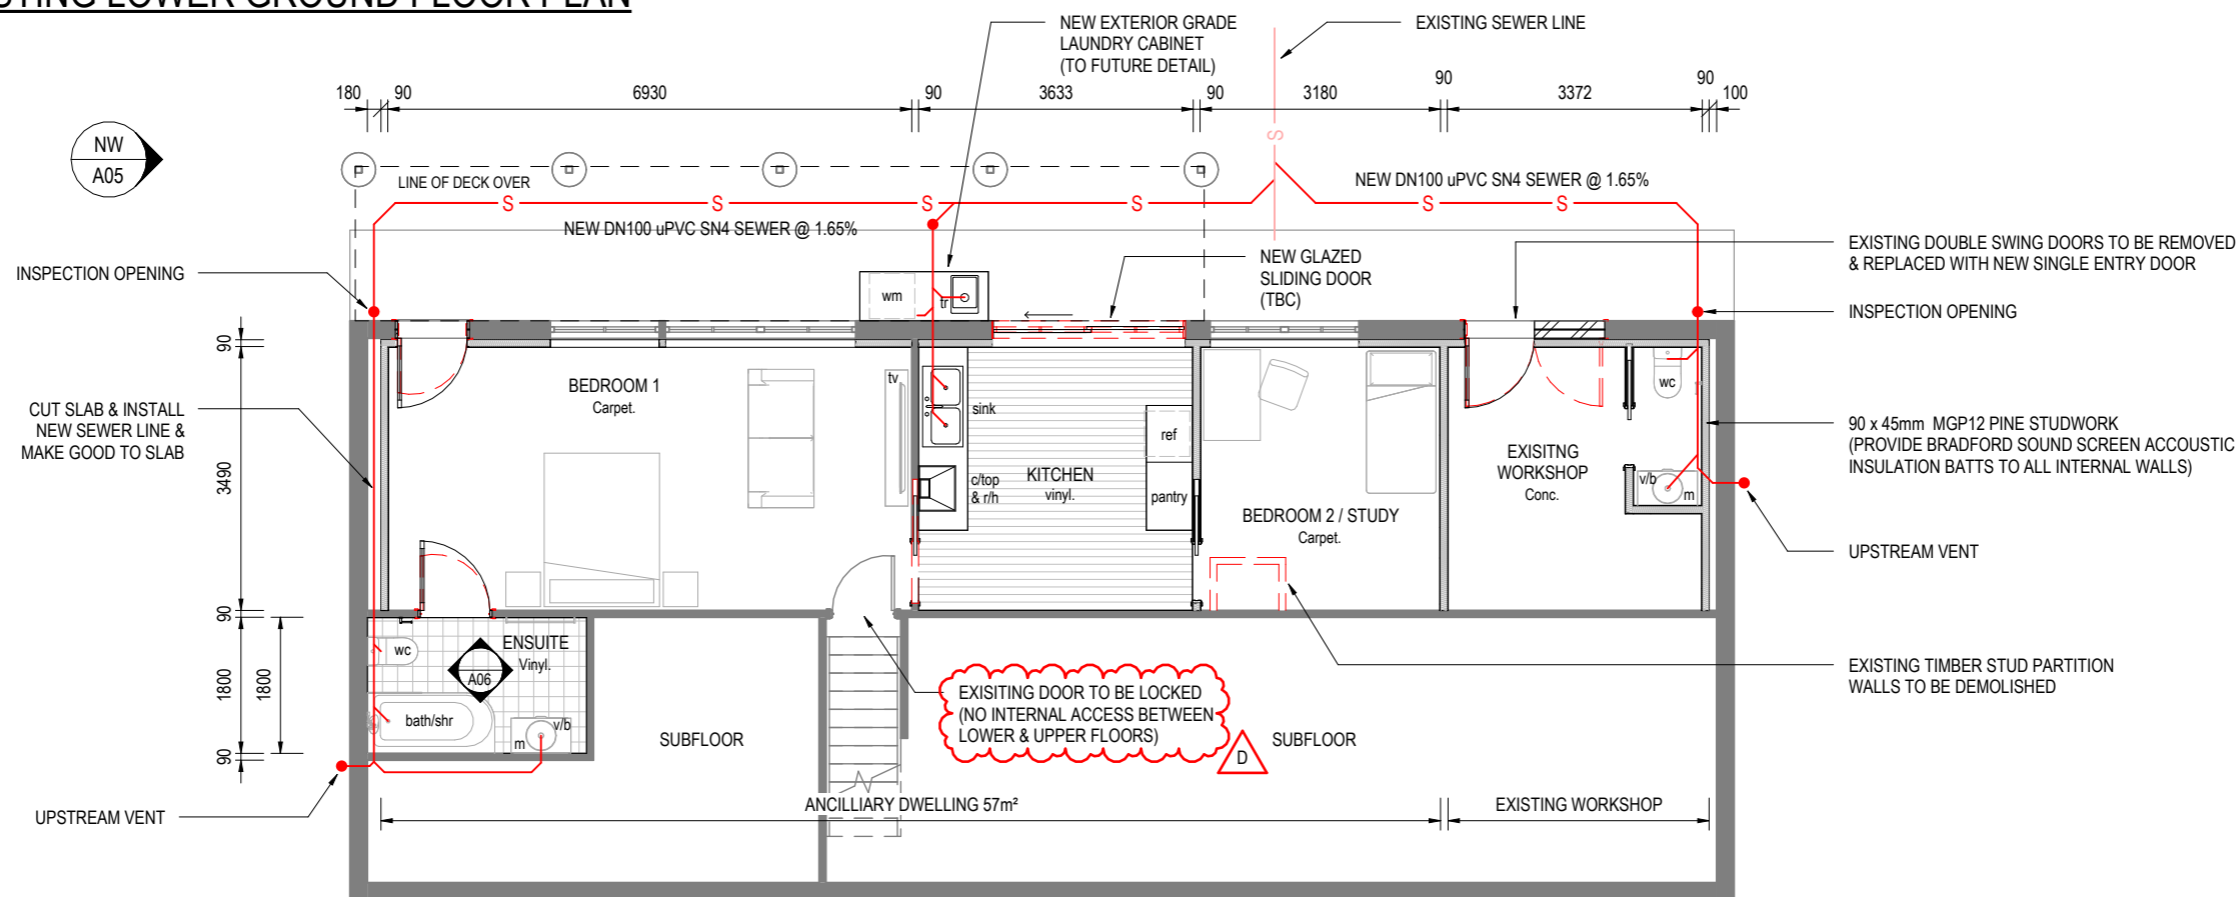 STING LOWER GROUND FLOOR PLAN
NEW EXTERIOR GRADE
LAUNDRY CABINET
(TO FUTURE DETAIL)
EXISTING SEWER LINE
180
90
6930
90
3633
90
3180
90
3372
90
100
NW
A05
S
LINE OF DECK OVER
NEW DN100 uPVC SN4 SEWER @ 1.65%
S
S
S
S
S
S
NEW DN100 uPVC SN4 SEWER @ 1.65%
EXISTING DOUBLE SWING DOORS TO BE REMOVED
& REPLACED WITH NEW SINGLE ENTRY DOOR
INSPECTION OPENING
NEW GLAZED
SLIDING DOOR
(TBC)
wm
tr
INSPECTION OPENING
90
BEDROOM 1
Carpet.
tv
sink
wc
CUT SLAB & INSTALL
NEW SEWER LINE &
MAKE GOOD TO SLAB
3490
ref
90 x 45mm MGP12 PINE STUDWORK
(PROVIDE BRADFORD SOUND SCREEN ACCOUSTIC
INSULATION BATTS TO ALL INTERNAL WALLS)
KITCHEN
vinyl.
c/top
& r/h
pantry
EXISITNG
WORKSHOP
Conc.
v/b
m
BEDROOM 2 / STUDY
Carpet.
UPSTREAM VENT
90
1800
1800
90
wc
ENSUITE
Vinyl.
A06
bath/shr
v/b
m
SUBFLOOR
EXISITING DOOR TO BE LOCKED
(NO INTERNAL ACCESS BETWEEN
LOWER & UPPER FLOORS)
D
SUBFLOOR
EXISTING TIMBER STUD PARTITION
WALLS TO BE DEMOLISHED
UPSTREAM VENT
ANCILLIARY DWELLING 57m²
EXISTING WORKSHOP